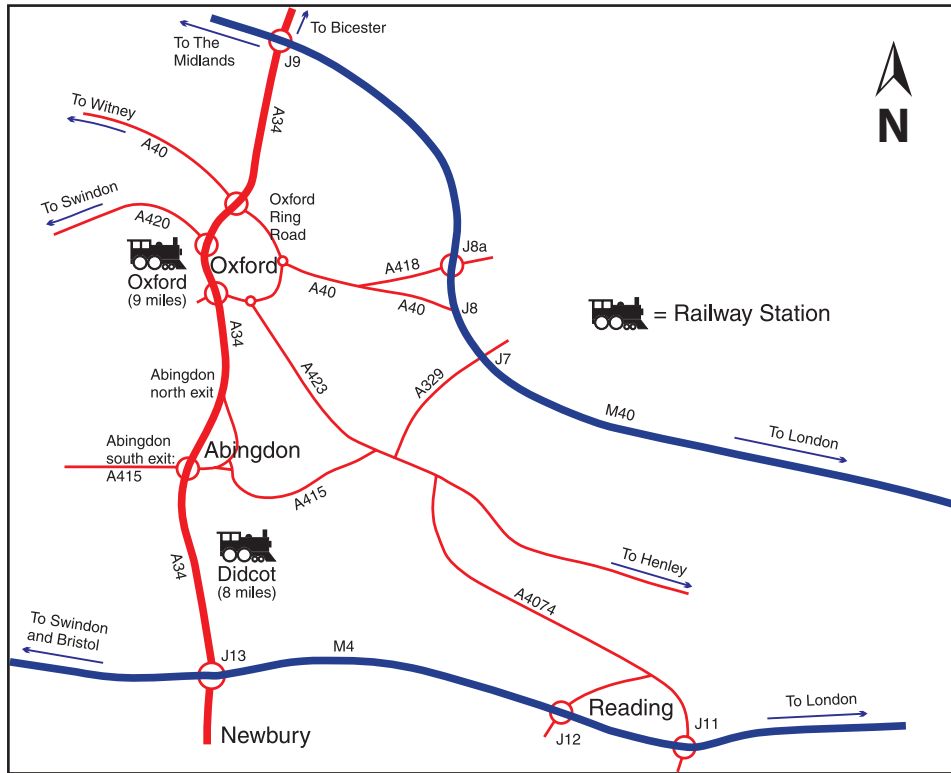 To Bicester
To The
Midlands
J9
A34
N
To Witney
A40
To Swindon
A420
Oxford
Ring
Road
Oxford
Oxford
(9 miles)
J8a
A418
A40
A40
J8
= Railway Station
A34
J7
A423
A329
Abingdon
north exit
M40
To London
Abingdon
south exit:
A415
Abingdon
A415
A34
Didcot
(8 miles)
To Henley
A4074
To Swindon
and Bristol
J13
M4
Reading
To London
J11
J12
Newbury